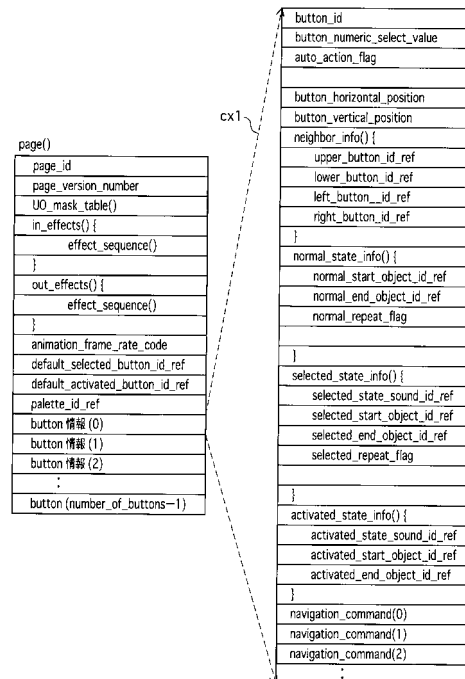 page()
page_id
page_version_number
UO_mask_table()
in_effects() {
effect_sequence()
}
out_effects() {
effect_sequence()
}
animation_frame_rate_code
default_selected_button_id_ref
default_activated_button_id_ref
palette_id_ref
button 情報(0)
button 情報(1)
button 情報(2)
⋮
button (number_of_buttons−1)
cx1
button_id
button_numeric_select_value
auto_action_flag
button_horizontal_position
button_vertical_position
neighbor_info() {
upper_button_id_ref
lower_button_id_ref
left_button__id_ref
right_button_id_ref
}
normal_state_info() {
normal_start_object_id_ref
normal_end_object_id_ref
normal_repeat_flag
}
selected_state_info() {
selected_state_sound_id_ref
selected_start_object_id_ref
selected_end_object_id_ref
selected_repeat_flag
}
activated_state_info() {
activated_state_sound_id_ref
activated_start_object_id_ref
activated_end_object_id_ref
}
navigation_command(0)
navigation_command(1)
navigation_command(2)
⋮